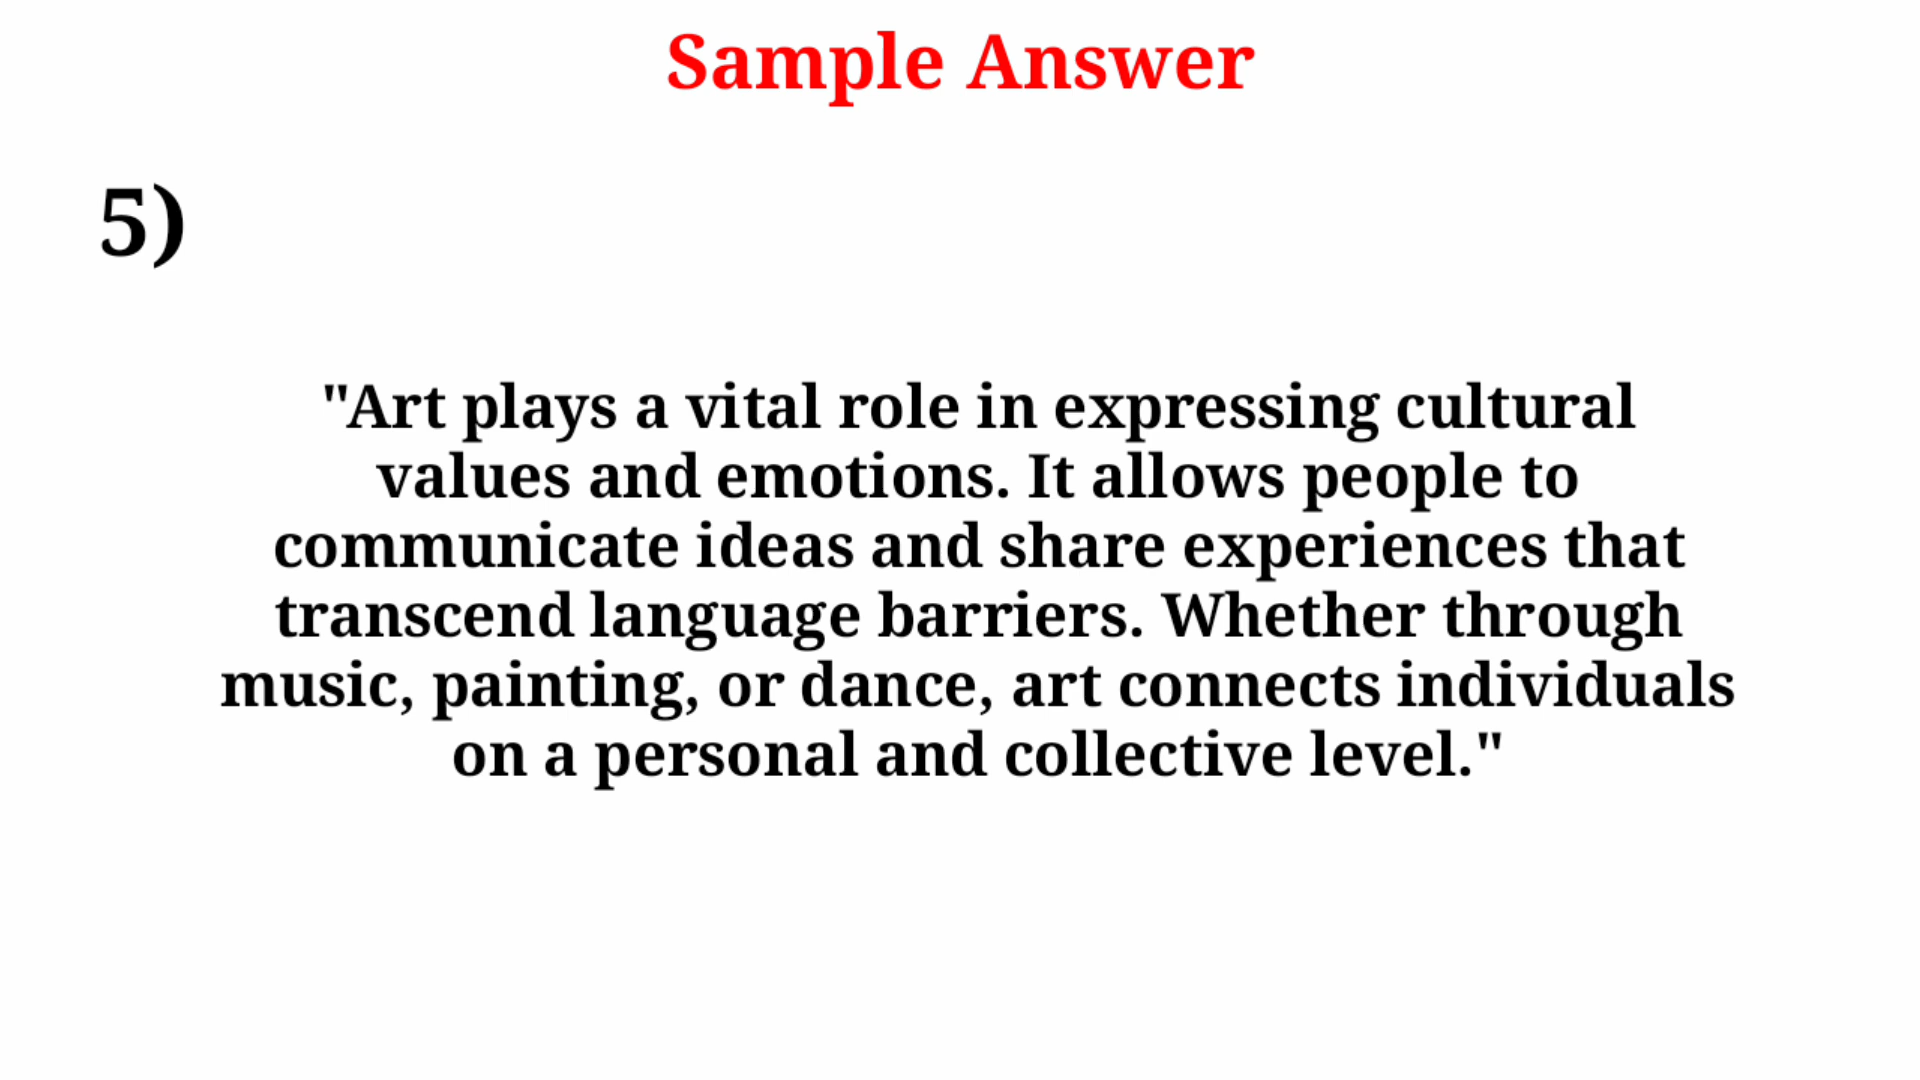 Sample Answer
5)
"Art plays a vital role in expressing cultural
values and emotions. It allows people to
communicate ideas and share experiences that
transcend language barriers. Whether through
music, painting, or dance, art connects individuals
on a personal and collective level."